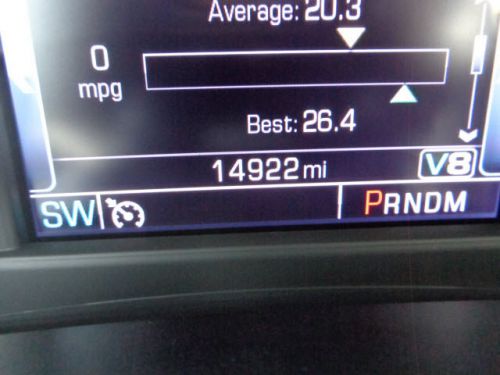 Average: 20.3
0
mpg
Best: 26.4
14922 mi
V8
SW
PRNDM